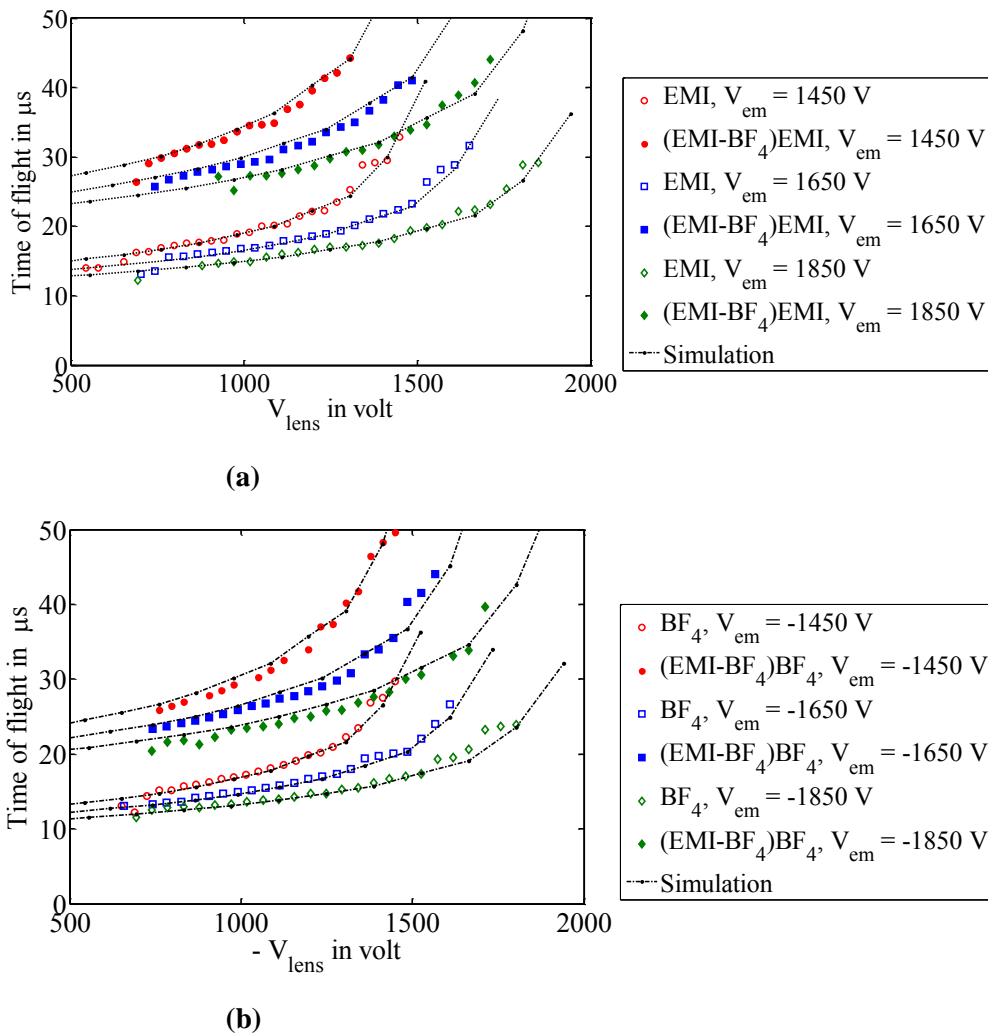 50
40
30
20
10
0
500
1000
1500
2000
Time of flight in μs
V_lens in volt
EMI, V_em = 1450 V
(EMI-BF_4)EMI, V_em = 1450 V
EMI, V_em = 1650 V
(EMI-BF_4)EMI, V_em = 1650 V
EMI, V_em = 1850 V
(EMI-BF_4)EMI, V_em = 1850 V
Simulation
(a)
50
40
30
20
10
0
500
1000
1500
2000
Time of flight in μs
- V_lens in volt
BF_4, V_em = -1450 V
(EMI-BF_4)BF_4, V_em = -1450 V
BF_4, V_em = -1650 V
(EMI-BF_4)BF_4, V_em = -1650 V
BF_4, V_em = -1850 V
(EMI-BF_4)BF_4, V_em = -1850 V
Simulation
(b)